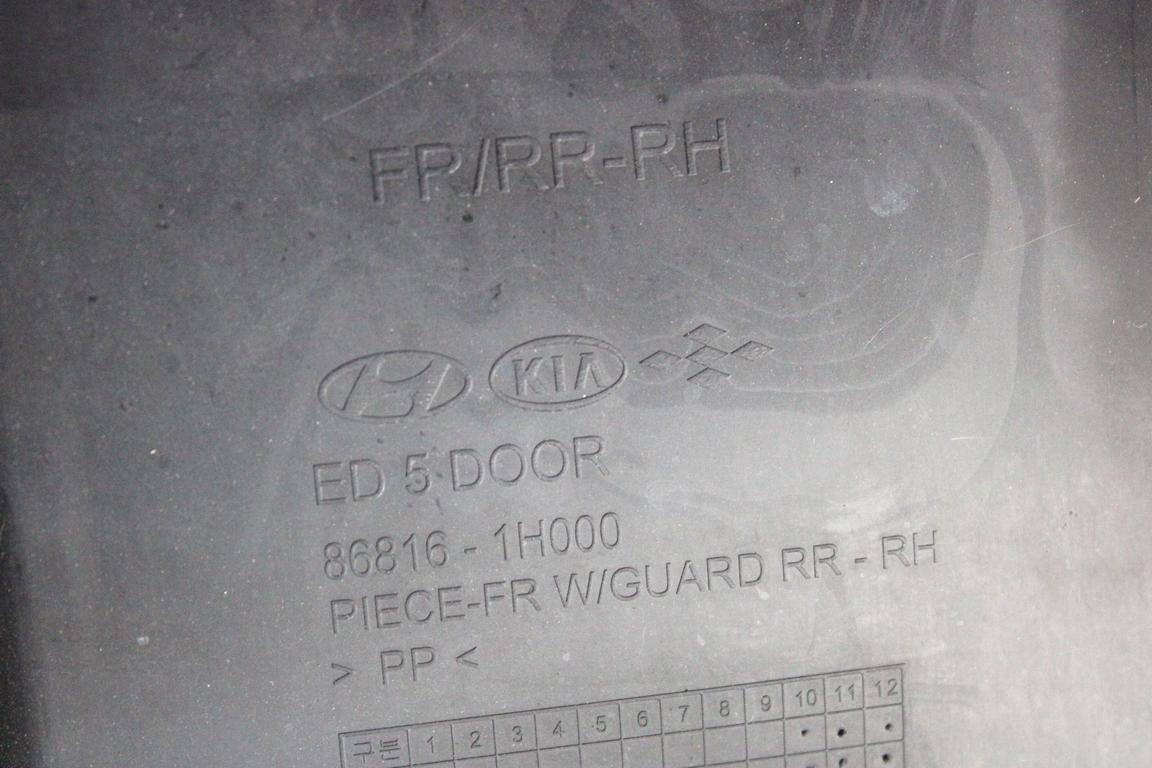 FR/RR-RH
KIA
ED 5 DOOR
86816 - 1H000
PIECE-FR W/GUARD RR - RH
> PP <
구분 1 2 3 4 5 6 7 8 9 10 11 12